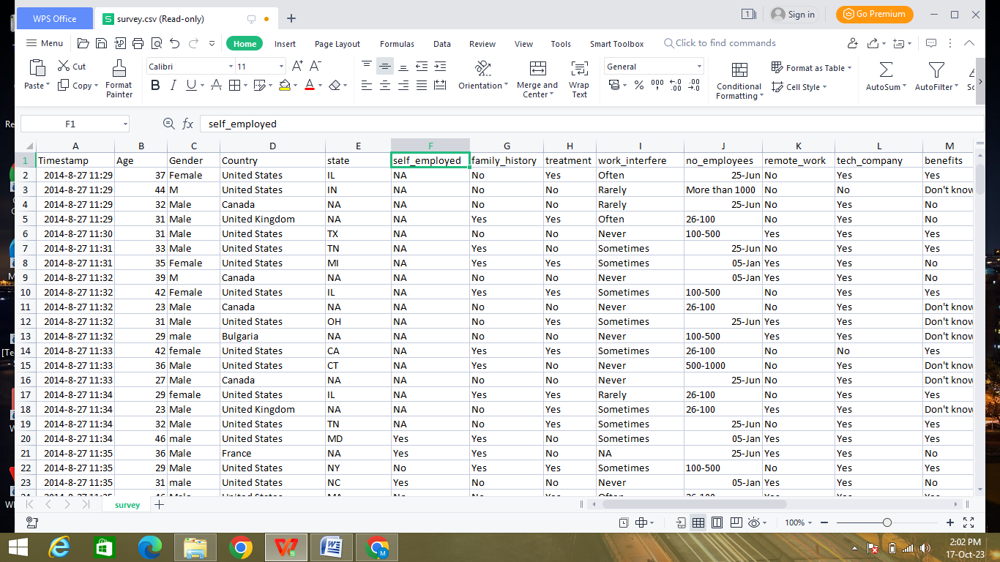 WPS Office survey.csv (Read-only) Sign in Go Premium
Menu Home Insert Page Layout Formulas Data Review View Tools Smart Toolbox Click to find commands
Cut Calibri 11 General Format as Table
Paste Copy Format Painter Orientation Merge and Center Wrap Text Conditional Formatting Cell Style AutoSum AutoFilter
F1 fx self_employed
A B C D E F G H I J K L M
1 Timestamp Age Gender Country state self_employed family_history treatment work_interfere no_employees remote_work tech_company benefits
2 2014-8-27 11:29 37 Female United States IL NA No Yes Often 25-Jun No Yes Yes
3 2014-8-27 11:29 44 M United States IN NA No No Rarely More than 1000 No No Don't know
4 2014-8-27 11:29 32 Male Canada NA NA No No Rarely 25-Jun No Yes No
5 2014-8-27 11:29 31 Male United Kingdom NA NA Yes Yes Often 26-100 No Yes No
6 2014-8-27 11:30 31 Male United States TX NA No No Never 100-500 Yes Yes Yes
7 2014-8-27 11:31 33 Male United States TN NA Yes No Sometimes 25-Jun No Yes Yes
8 2014-8-27 11:31 35 Female United States MI NA Yes Yes Sometimes 05-Jan Yes Yes No
9 2014-8-27 11:32 39 M Canada NA NA No No Never 05-Jan Yes Yes No
10 2014-8-27 11:32 42 Female United States IL NA Yes Yes Sometimes 100-500 No Yes Yes
11 2014-8-27 11:32 23 Male Canada NA NA No No Never 26-100 No Yes Don't know
12 2014-8-27 11:32 31 Male United States OH NA No Yes Sometimes 25-Jun Yes Yes Don't know
13 2014-8-27 11:32 29 male Bulgaria NA NA No No Never 100-500 Yes Yes Don't know
14 2014-8-27 11:33 42 female United States CA NA Yes Yes Sometimes 26-100 No No Yes
15 2014-8-27 11:33 36 Male United States CT NA Yes No Never 500-1000 No Yes Don't know
16 2014-8-27 11:33 27 Male Canada NA NA No No Never 25-Jun No Yes Don't know
17 2014-8-27 11:34 29 female United States IL NA Yes Yes Rarely 26-100 No Yes Yes
18 2014-8-27 11:34 23 Male United Kingdom NA NA No Yes Sometimes 26-100 Yes Yes Don't know
19 2014-8-27 11:34 32 Male United States TN NA No Yes Sometimes 25-Jun No Yes Yes
20 2014-8-27 11:34 46 male United States MD Yes Yes No Sometimes 05-Jan Yes Yes Yes
21 2014-8-27 11:35 36 Male France NA Yes Yes No NA 25-Jun Yes Yes No
22 2014-8-27 11:35 29 Male United States NY No Yes Yes Sometimes 100-500 No Yes Yes
23 2014-8-27 11:35 31 male United States NC Yes No No Never 05-Jan Yes Yes No
survey
100%
2:02 PM
17-Oct-23